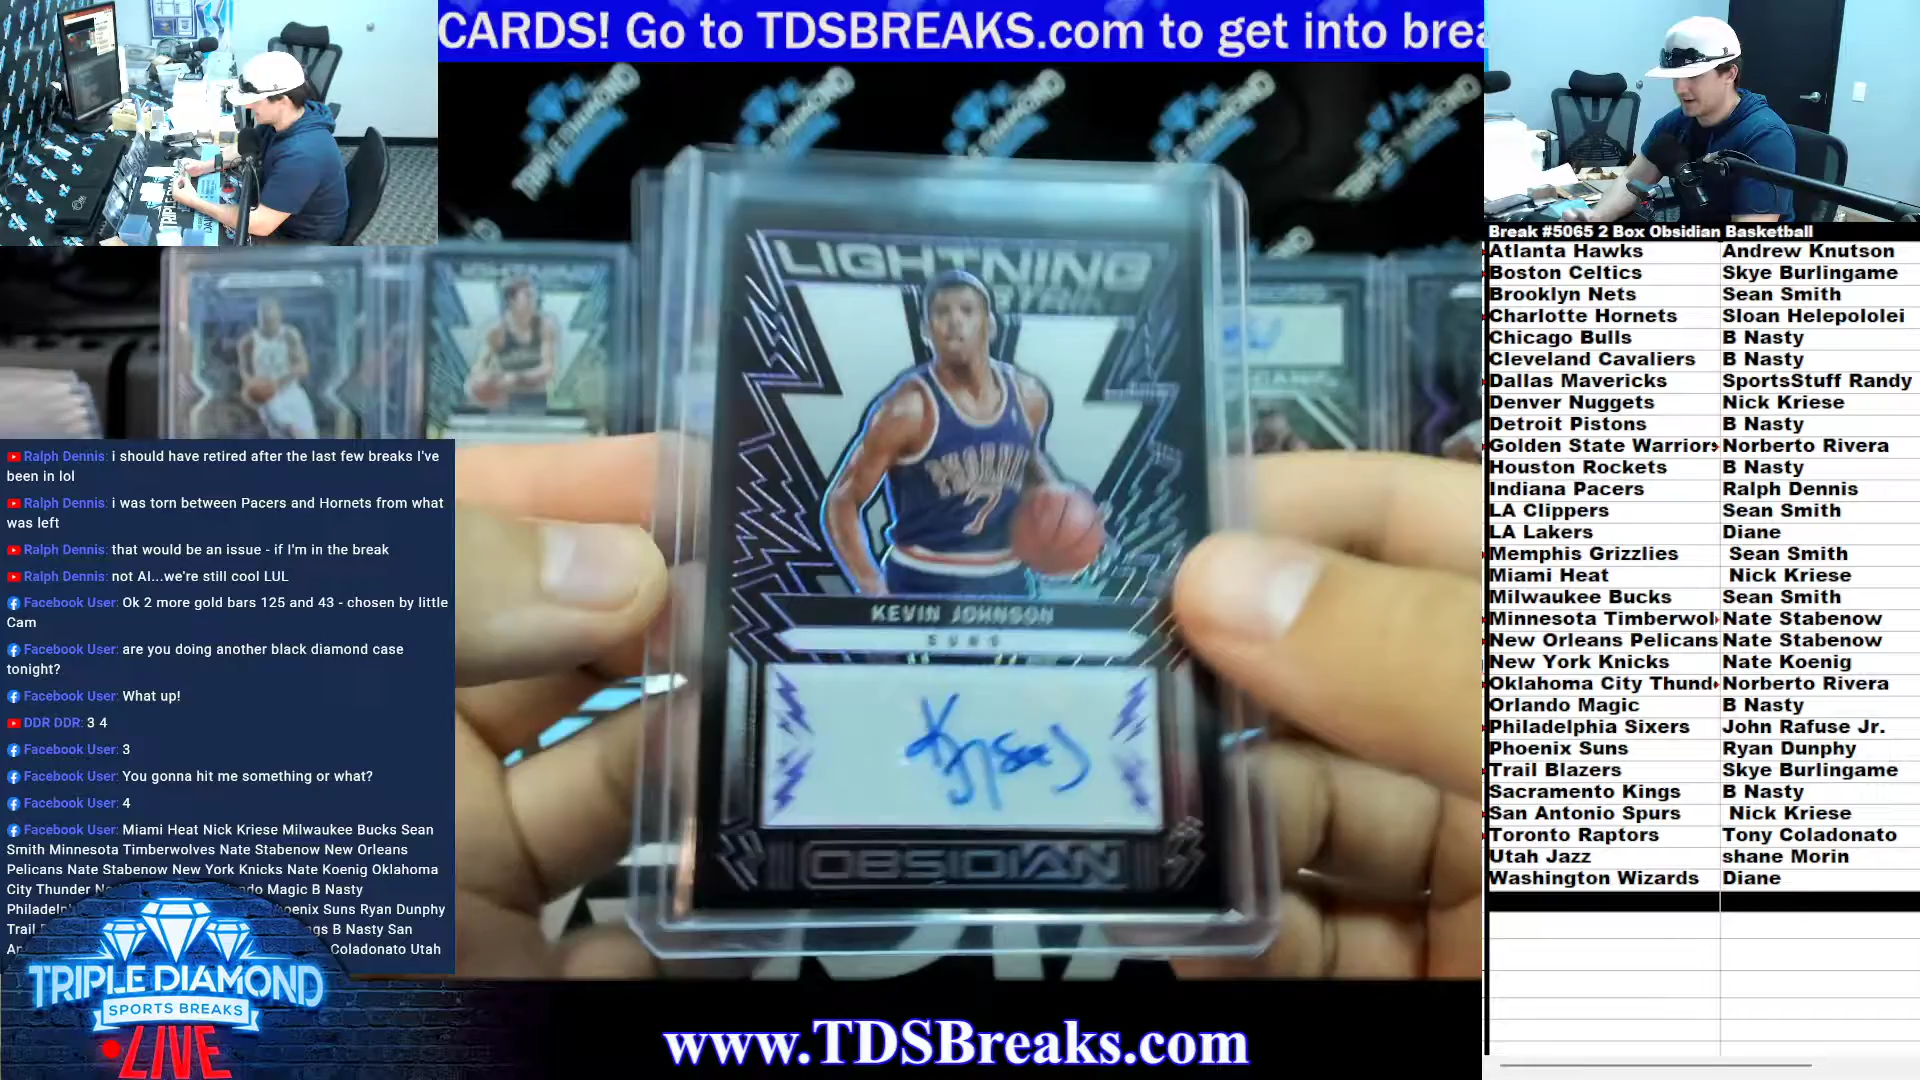 CARDS! Go to TDSBREAKS.com to get into brea
TRIPLE DIAMOND
LIGHTNING
PHOENIX
7
KEVIN JOHNSON
SUNS
OBSIDIAN
Ralph Dennis: i should have retired after the last few breaks I've
been in lol
Ralph Dennis: i was torn between Pacers and Hornets from what
was left
Ralph Dennis: that would be an issue - if I'm in the break
Ralph Dennis: not AI...we're still cool LUL
Facebook User: Ok 2 more gold bars 125 and 43 - chosen by little
Cam
Facebook User: are you doing another black diamond case
tonight?
Facebook User: What up!
DDR DDR: 3 4
Facebook User: 3
Facebook User: You gonna hit me something or what?
Facebook User: 4
Facebook User: Miami Heat Nick Kriese Milwaukee Bucks Sean
Smith Minnesota Timberwolves Nate Stabenow New Orleans
Pelicans Nate Stabenow New York Knicks Nate Koenig Oklahoma
City Thunder Magic B Nasty
Phoenix Suns Ryan Dunphy
Trail B Nasty San
Coladonato Utah
TRIPLE DIAMOND
SPORTS BREAKS
LIVE
www.TDSBreaks.com
Break #5065 2 Box Obsidian Basketball
Atlanta Hawks Andrew Knutson
Boston Celtics Skye Burlingame
Brooklyn Nets Sean Smith
Charlotte Hornets Sloan Helepololei
Chicago Bulls B Nasty
Cleveland Cavaliers B Nasty
Dallas Mavericks SportsStuff Randy
Denver Nuggets Nick Kriese
Detroit Pistons B Nasty
Golden State Warriors Norberto Rivera
Houston Rockets B Nasty
Indiana Pacers Ralph Dennis
LA Clippers Sean Smith
LA Lakers Diane
Memphis Grizzlies Sean Smith
Miami Heat Nick Kriese
Milwaukee Bucks Sean Smith
Minnesota Timberwol Nate Stabenow
New Orleans Pelicans Nate Stabenow
New York Knicks Nate Koenig
Oklahoma City Thund Norberto Rivera
Orlando Magic B Nasty
Philadelphia Sixers John Rafuse Jr.
Phoenix Suns Ryan Dunphy
Trail Blazers Skye Burlingame
Sacramento Kings B Nasty
San Antonio Spurs Nick Kriese
Toronto Raptors Tony Coladonato
Utah Jazz shane Morin
Washington Wizards Diane